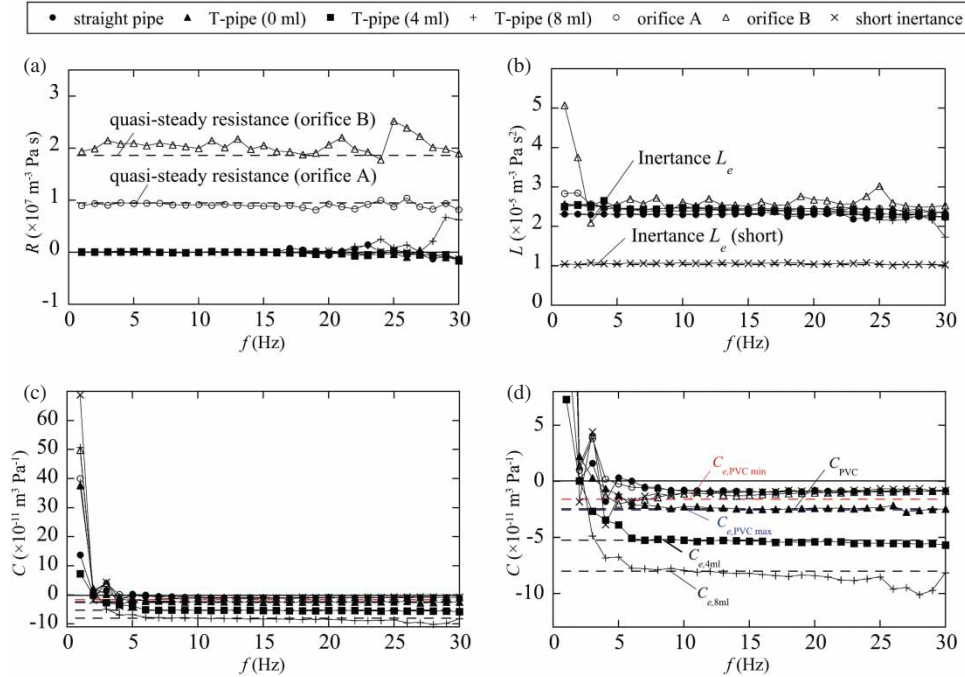 straight pipe T-pipe (0 ml) T-pipe (4 ml) T-pipe (8 ml) orifice A orifice B short inertance
(a)
R (×10⁷ m⁻³ Pa s)
4
3
2
1
0
-1
quasi-steady resistance (orifice B)
quasi-steady resistance (orifice A)
0 5 10 15 20 25 30
f (Hz)
(b)
L (×10⁻⁵ m⁻³ Pa s²)
6
5
4
3
2
1
0
Inertance Lₑ
Inertance Lₑ (short)
0 5 10 15 20 25 30
f (Hz)
(c)
C (×10⁻¹¹ m³ Pa⁻¹)
60
50
40
30
20
10
0
-10
0 5 10 15 20 25 30
f (Hz)
(d)
C (×10⁻¹¹ m³ Pa⁻¹)
5
0
-5
-10
C e,PVC min
C PVC
C e,PVC max
C e,4ml
C e,8ml
0 5 10 15 20 25 30
f (Hz)